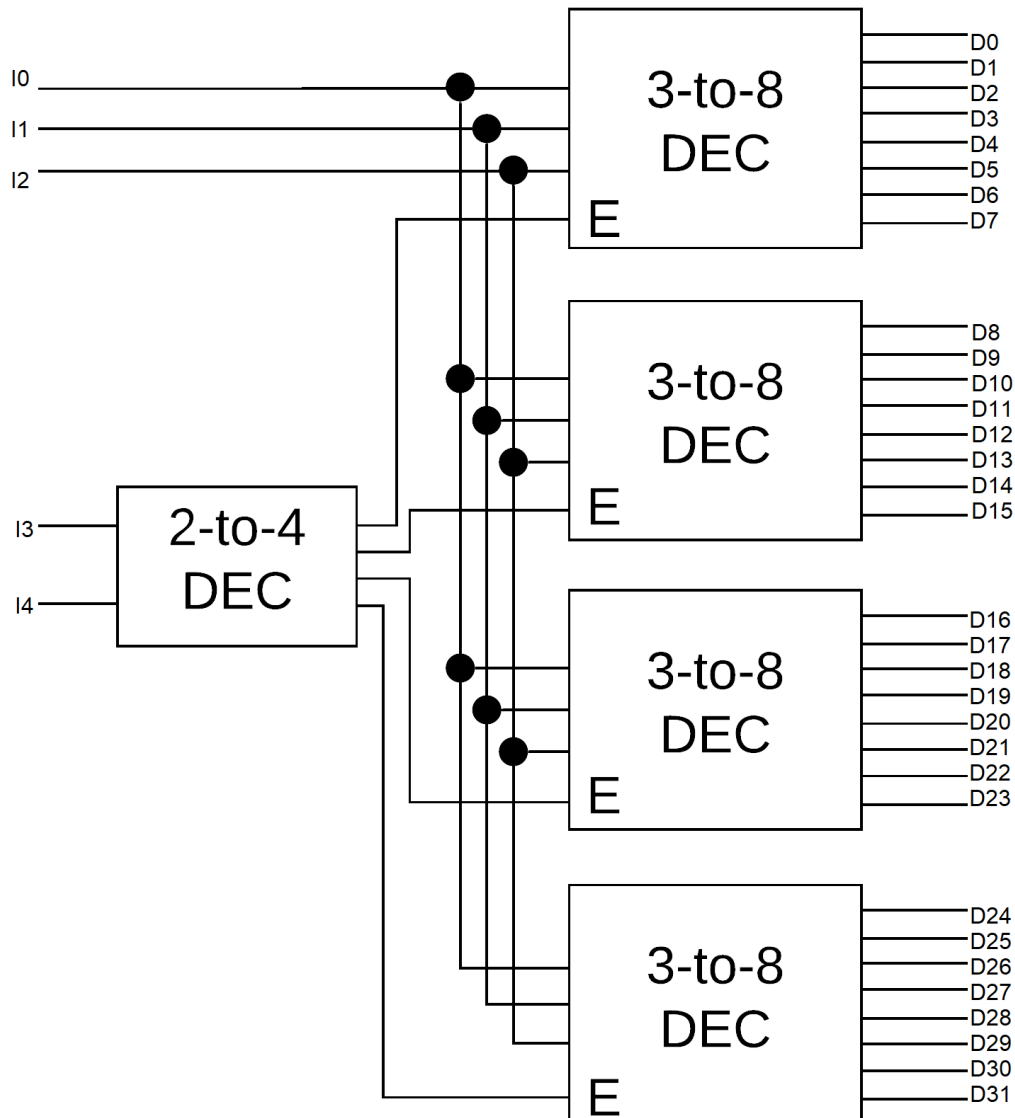 I0
I1
I2
3-to-8
DEC
E
D0
D1
D2
D3
D4
D5
D6
D7
3-to-8
DEC
E
D8
D9
D10
D11
D12
D13
D14
D15
I3
I4
2-to-4
DEC
3-to-8
DEC
E
D16
D17
D18
D19
D20
D21
D22
D23
3-to-8
DEC
E
D24
D25
D26
D27
D28
D29
D30
D31